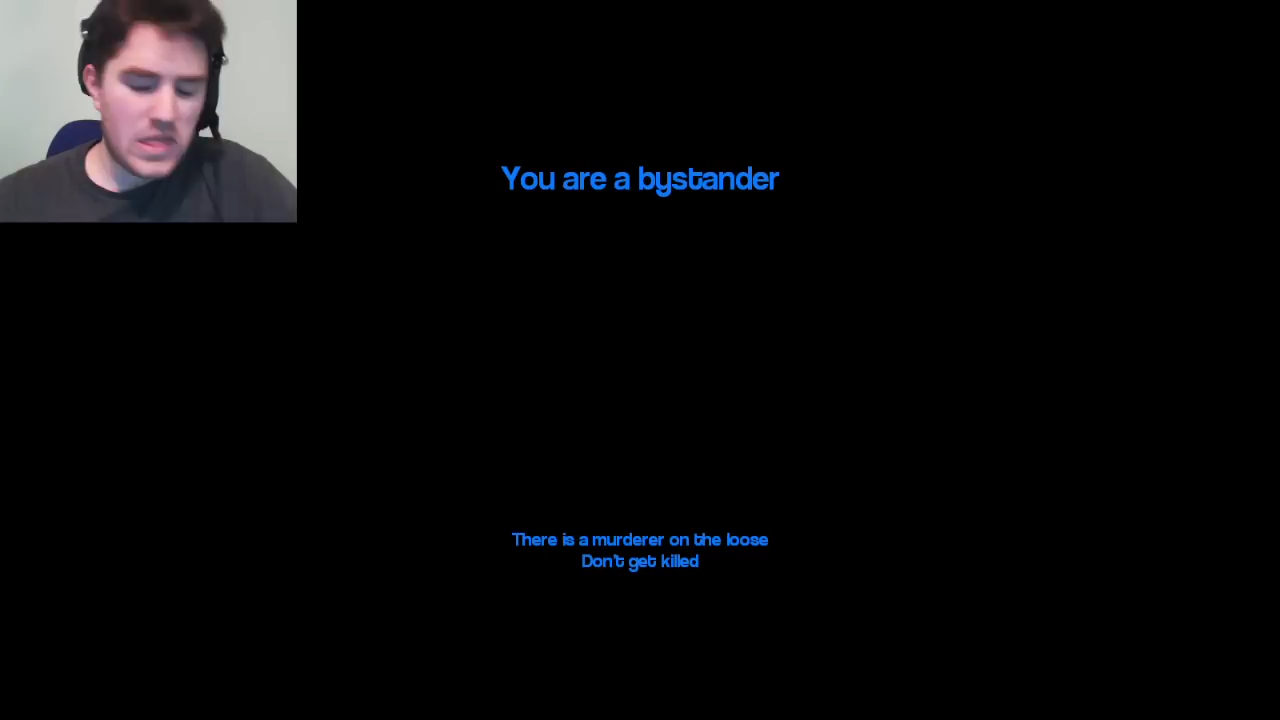 You are a bystander
There is a murderer on the loose
Don't get killed